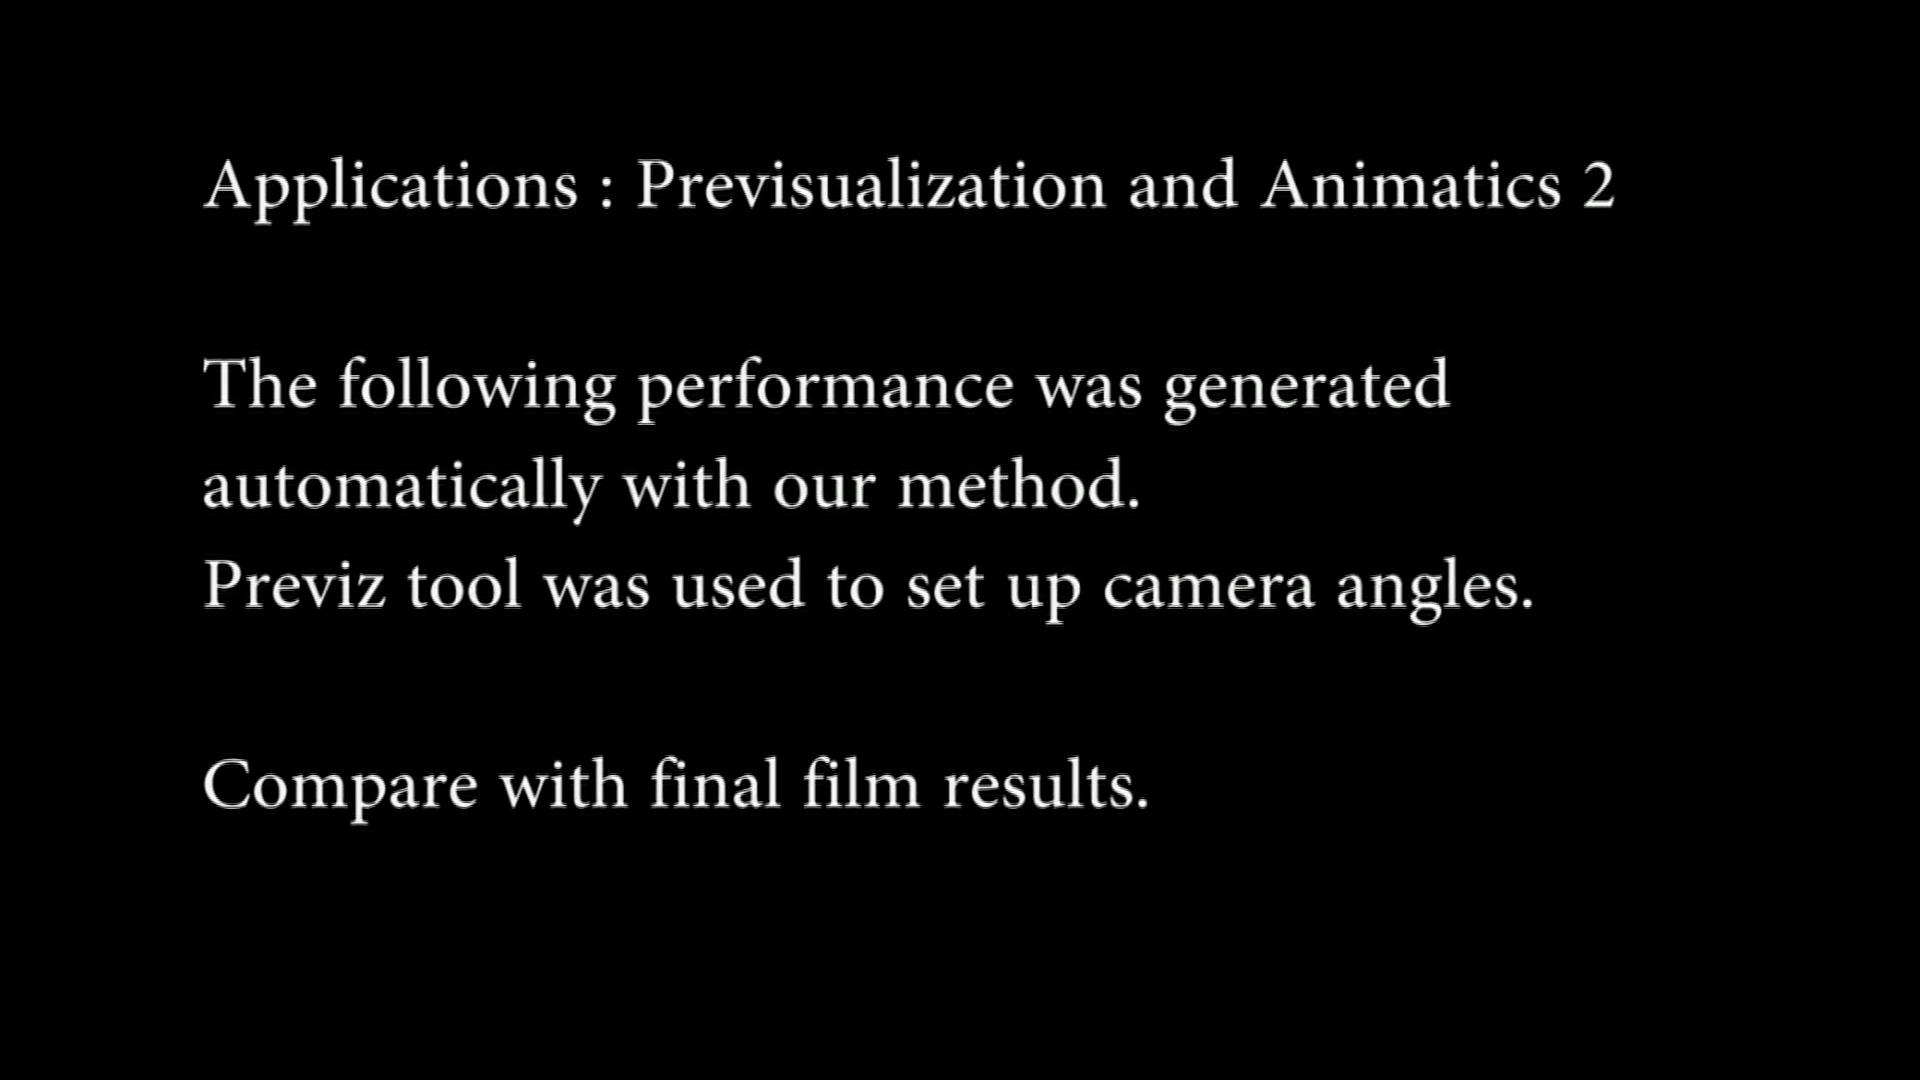 Applications : Previsualization and Animatics 2
The following performance was generated
automatically with our method.
Previz tool was used to set up camera angles.
Compare with final film results.